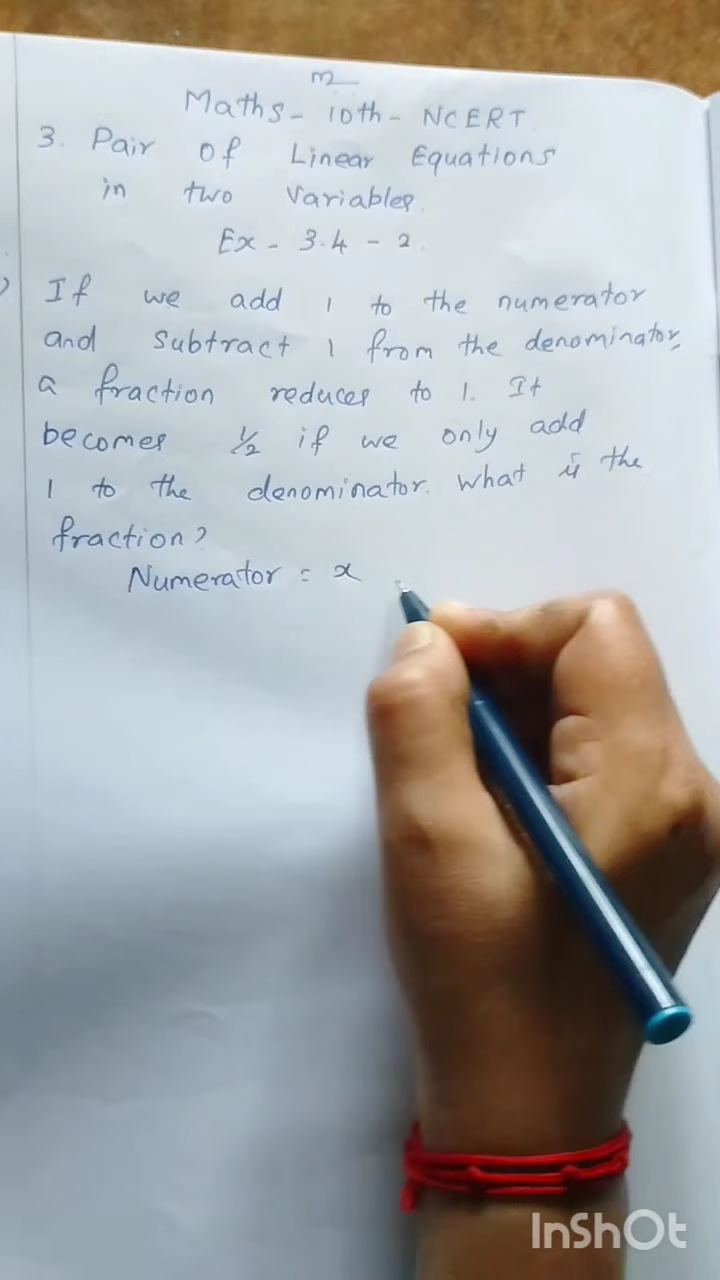 m
Maths - 10th - NCERT.
3. Pair of Linear Equations
in two Variables.
Ex - 3.4 - 2.
If we add 1 to the numerator
and subtract 1 from the denominator,
a fraction reduces to 1. It
becomes 1/2 if we only add
1 to the denominator. What is the
fraction?
Numerator = x
InShOt